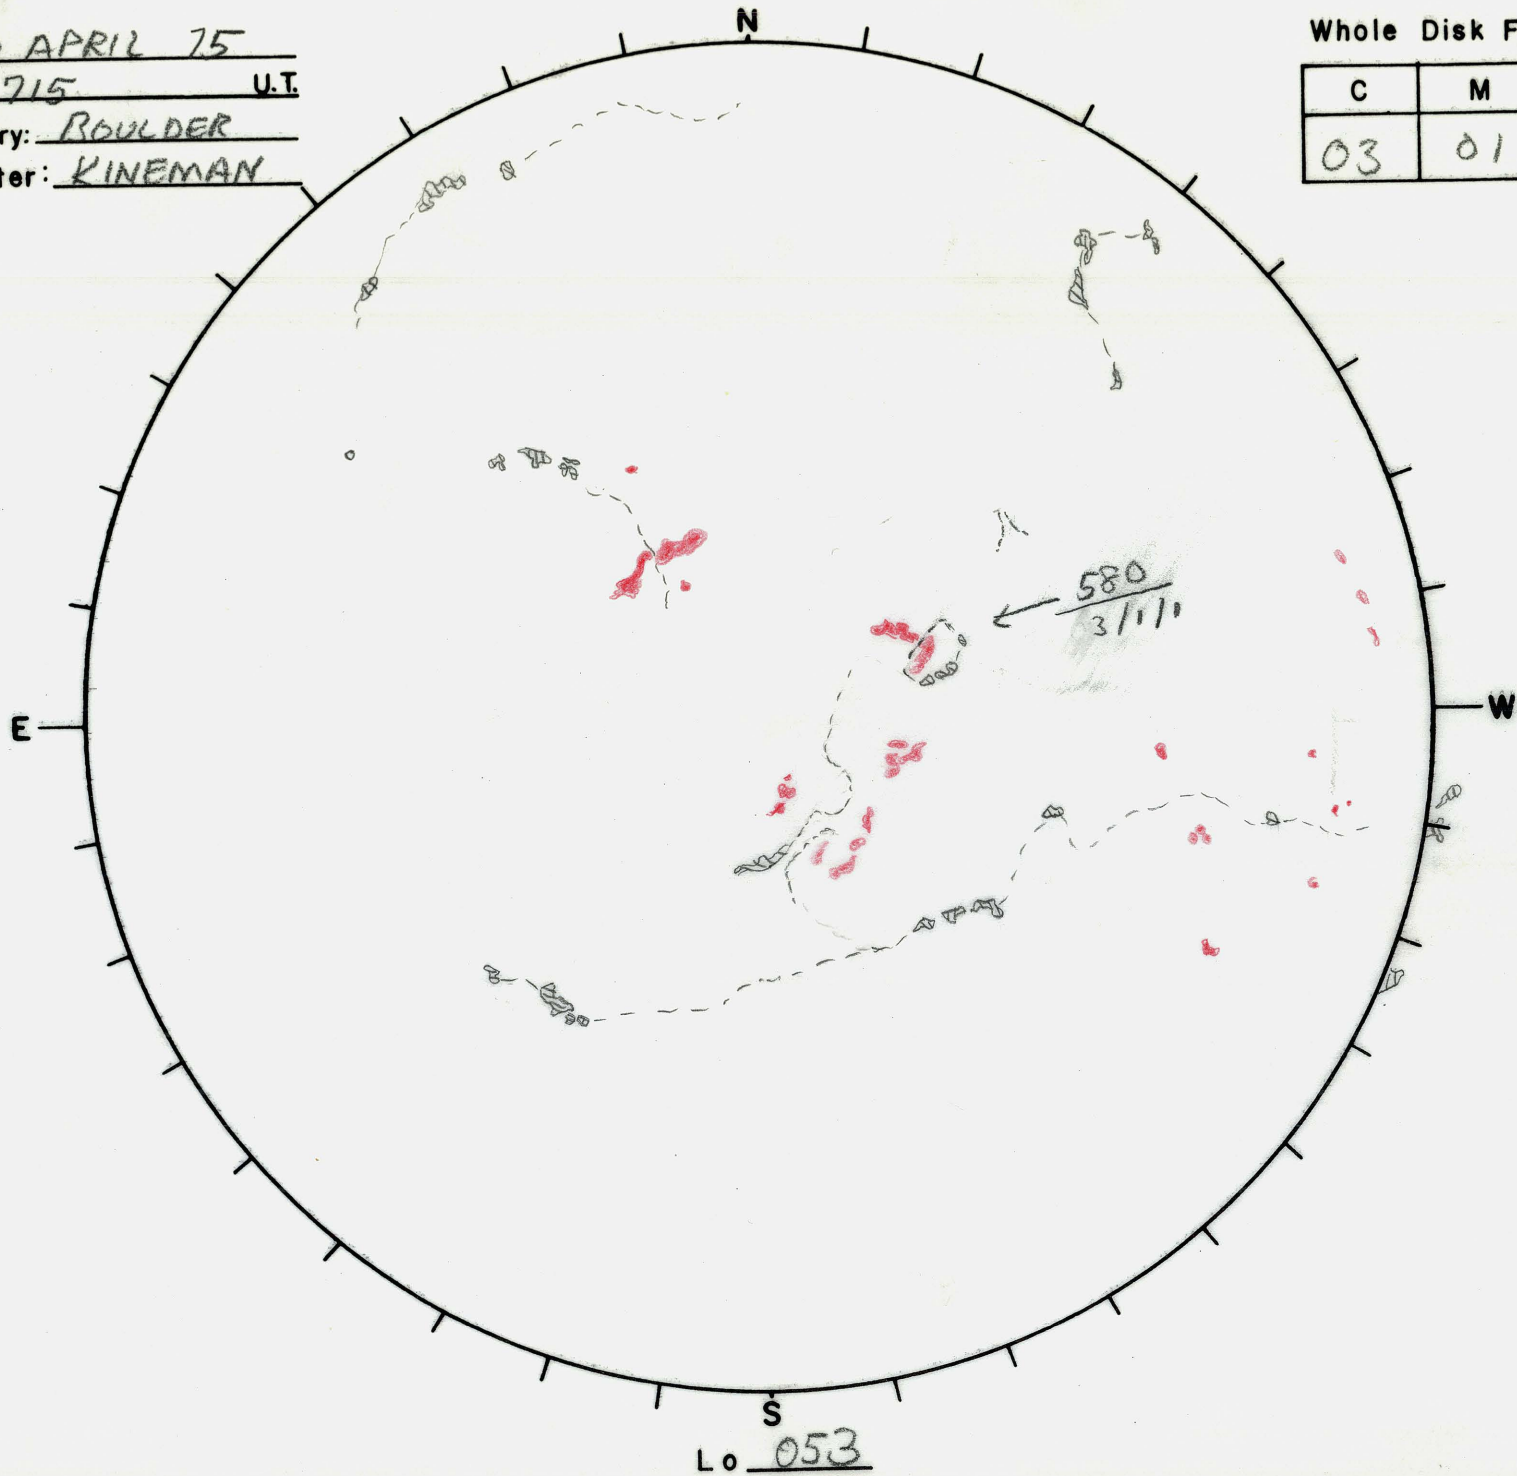 N
APRIL 75
715 U.T.
ry: BOULDER
ter: KINEMAN
Whole Disk F
C M
03 01
580
3/1/1
E
W
S
Lo 053